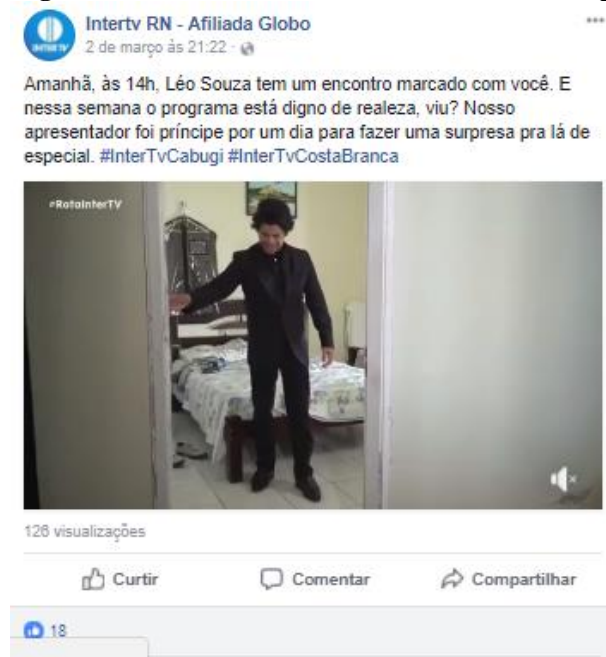 Intertv RN - Afiliada Globo
2 de março às 21:22 ·
Amanhã, às 14h, Léo Souza tem um encontro marcado com você. E
nessa semana o programa está digno de realeza, viu? Nosso
apresentador foi príncipe por um dia para fazer uma surpresa pra lá de
especial. #InterTvCabugi #InterTvCostaBranca
INTER TV
#RotaInterTV
126 visualizações
Curtir
Comentar
Compartilhar
18